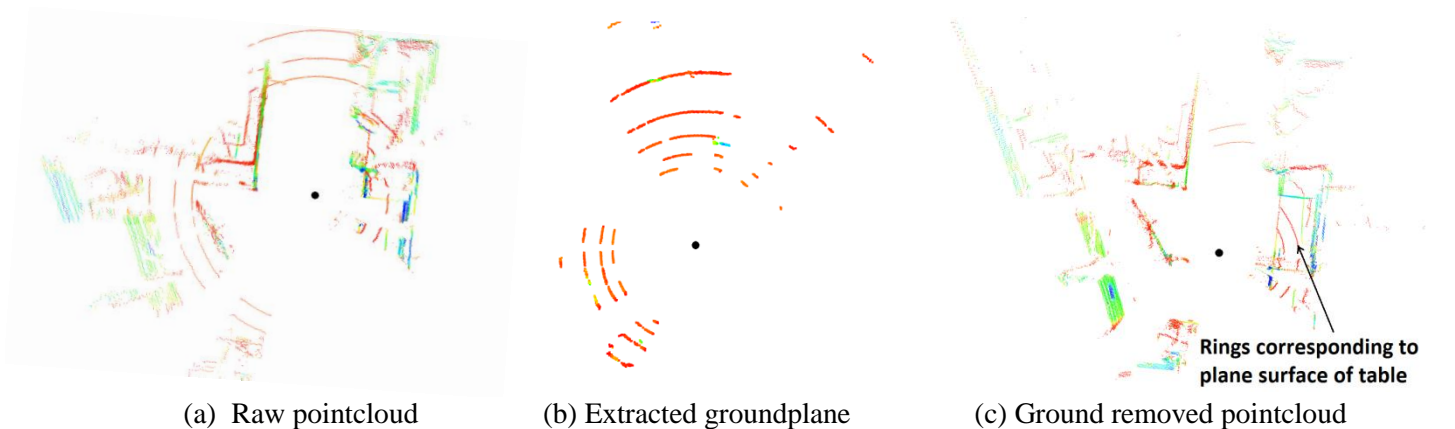 Rings corresponding to
plane surface of table
(a) Raw pointcloud
(b) Extracted groundplane
(c) Ground removed pointcloud